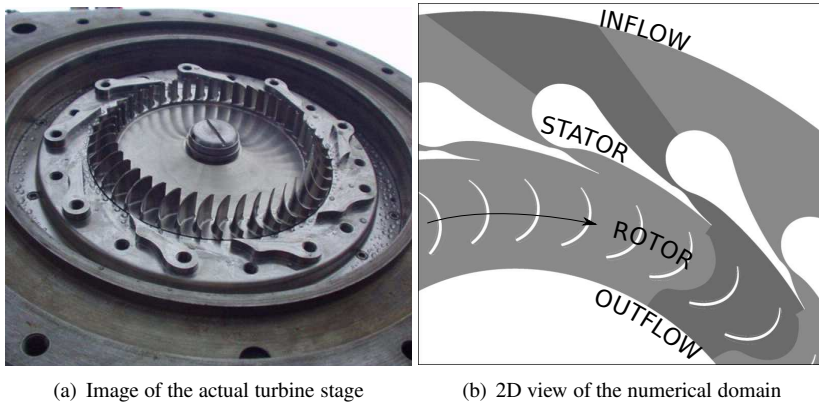 INFLOW
STATOR
ROTOR
OUTFLOW
(a) Image of the actual turbine stage
(b) 2D view of the numerical domain